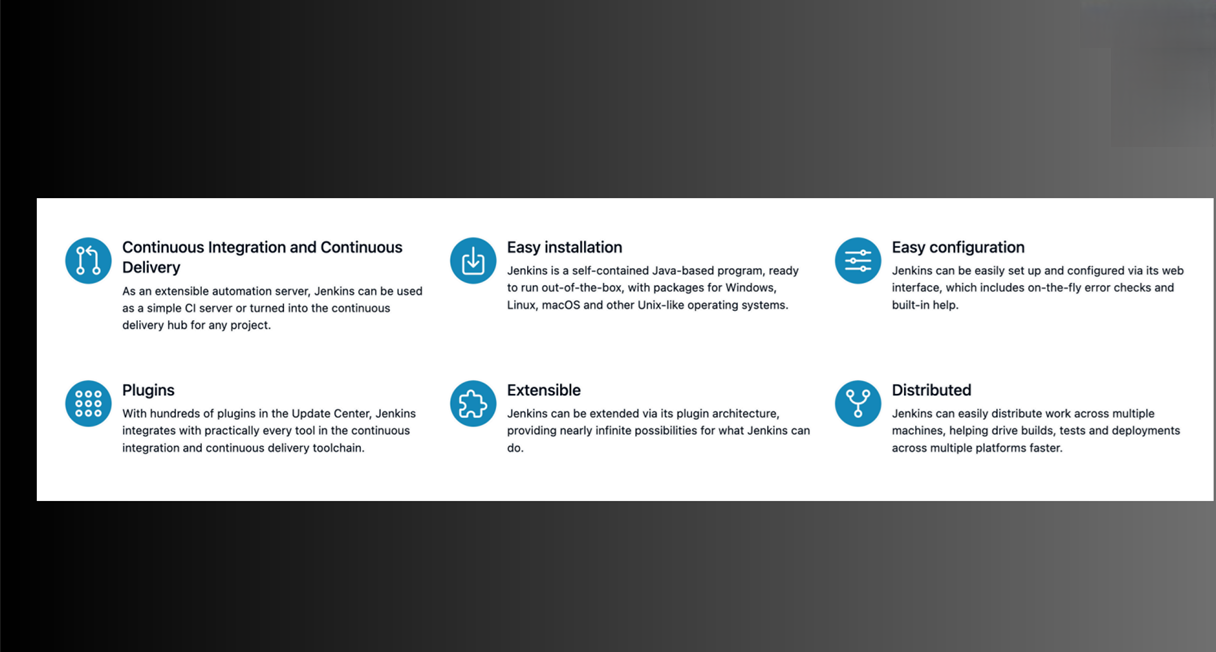 Continuous Integration and Continuous
Delivery
As an extensible automation server, Jenkins can be used
as a simple CI server or turned into the continuous
delivery hub for any project.
Easy installation
Jenkins is a self-contained Java-based program, ready
to run out-of-the-box, with packages for Windows,
Linux, macOS and other Unix-like operating systems.
Easy configuration
Jenkins can be easily set up and configured via its web
interface, which includes on-the-fly error checks and
built-in help.
Plugins
With hundreds of plugins in the Update Center, Jenkins
integrates with practically every tool in the continuous
integration and continuous delivery toolchain.
Extensible
Jenkins can be extended via its plugin architecture,
providing nearly infinite possibilities for what Jenkins can
do.
Distributed
Jenkins can easily distribute work across multiple
machines, helping drive builds, tests and deployments
across multiple platforms faster.